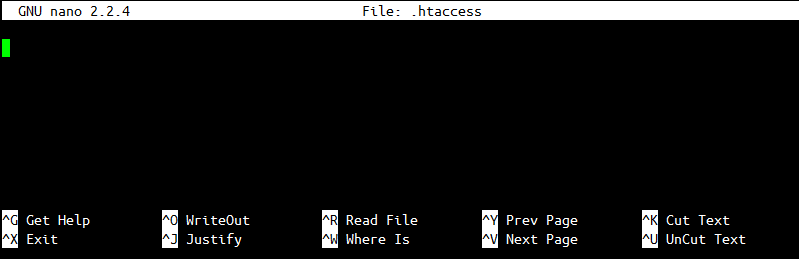 GNU nano 2.2.4 File: .htaccess
^G Get Help ^O WriteOut ^R Read File ^Y Prev Page ^K Cut Text
^X Exit ^J Justify ^W Where Is ^V Next Page ^U UnCut Text